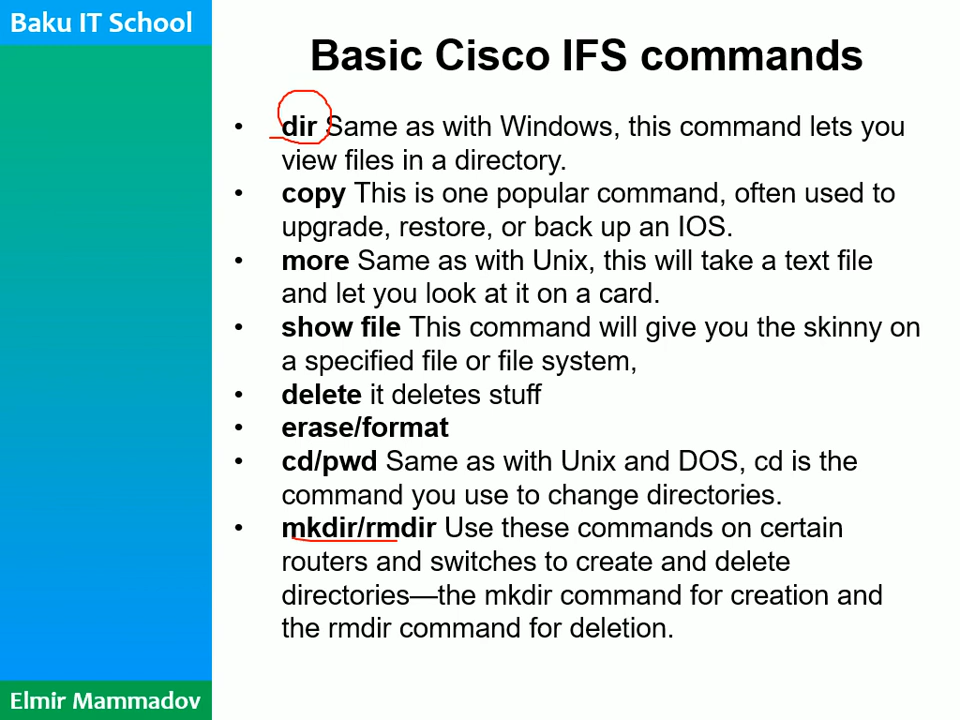 Baku IT School
Basic Cisco IFS commands
• dir Same as with Windows, this command lets you
view files in a directory.
• copy This is one popular command, often used to
upgrade, restore, or back up an IOS.
• more Same as with Unix, this will take a text file
and let you look at it on a card.
• show file This command will give you the skinny on
a specified file or file system,
• delete it deletes stuff
• erase/format
• cd/pwd Same as with Unix and DOS, cd is the
command you use to change directories.
• mkdir/rmdir Use these commands on certain
routers and switches to create and delete
directories—the mkdir command for creation and
the rmdir command for deletion.
Elmir Mammadov